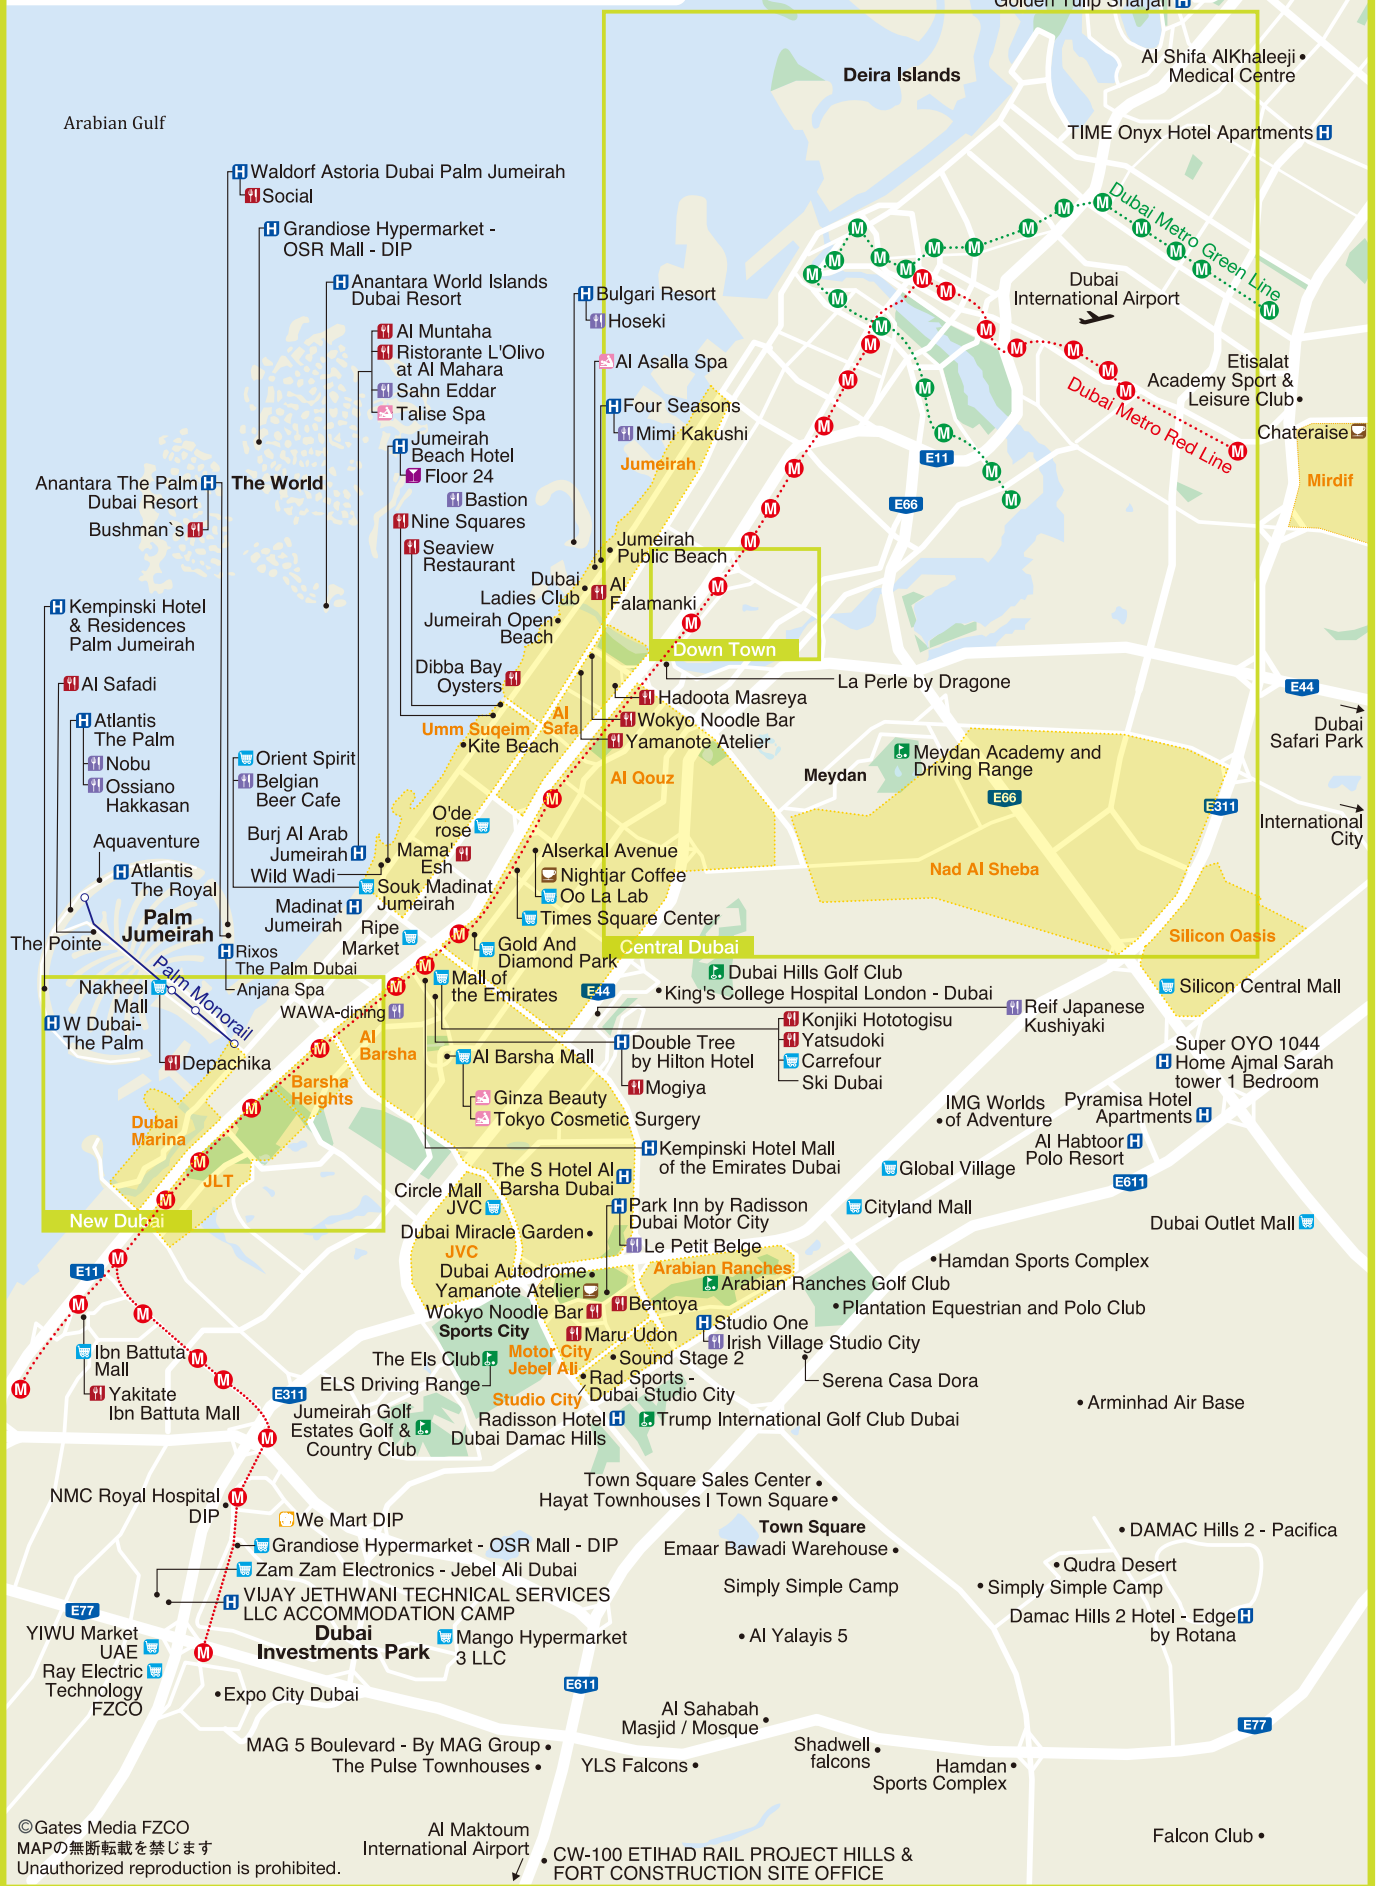 Golden Tulip Sharjah H
Deira Islands
Al Shifa AlKhaleeji
Medical Centre
Arabian Gulf
TIME Onyx Hotel Apartments H
H Waldorf Astoria Dubai Palm Jumeirah
Social
H Grandiose Hypermarket -
OSR Mall - DIP
Dubai Metro Green Line
H Anantara World Islands
Dubai Resort
Dubai
International Airport
H Bulgari Resort
Hoseki
Al Muntaha
Ristorante L'Olivo
at Al Mahara
Sahn Eddar
Talise Spa
Al Asalla Spa
Etisalat
Academy Sport &
Leisure Club
Dubai Metro Red Line
H Four Seasons
Mimi Kakushi
Chateraise
H Jumeirah
Beach Hotel
Floor 24
Bastion
Jumeirah
E11
Mirdif
Anantara The Palm H
Dubai Resort
Bushman`s
The World
E66
Nine Squares
Seaview
Restaurant
Jumeirah
Public Beach
Dubai
Ladies Club
Al
Falamanki
H Kempinski Hotel
& Residences
Palm Jumeirah
Jumeirah Open
Beach
Down Town
Dibba Bay
Oysters
La Perle by Dragone
Al Safadi
Hadoota Masreya
E44
Dubai
Safari Park
H Atlantis
The Palm
Nobu
Ossiano
Hakkasan
Umm Suqeim
Al
Safa
Wokyo Noodle Bar
Yamanote Atelier
Kite Beach
Orient Spirit
Belgian
Beer Cafe
Al Qouz
Meydan
Meydan Academy and
Driving Range
E66
E311
International
City
Aquaventure
Burj Al Arab
Jumeirah H
O'de
rose
Mama'
Esh
Wild Wadi
Alserkal Avenue
Nightjar Coffee
Oo La Lab
Times Square Center
H Atlantis
The Royal
Souk Madinat
Jumeirah
Nad Al Sheba
Madinat H
Jumeirah
Palm
Jumeirah
Ripe
Market
The Pointe
H Rixos
The Palm Dubai
Anjana Spa
Gold And
Diamond Park
Central Dubai
Silicon Oasis
Palm Monorail
Nakheel
Mall
Mall of
the Emirates
E44
Dubai Hills Golf Club
King's College Hospital London - Dubai
Silicon Central Mall
H W Dubai-
The Palm
WAWA-dining
Reif Japanese
Kushiyaki
Konjiki Hototogisu
Yatsudoki
Carrefour
Ski Dubai
Depachika
Al
Barsha
Al Barsha Mall
H Double Tree
by Hilton Hotel
Mogiya
Super OYO 1044
H Home Ajmal Sarah
tower 1 Bedroom
Barsha
Heights
Ginza Beauty
Tokyo Cosmetic Surgery
IMG Worlds
of Adventure
Pyramisa Hotel
Apartments H
Dubai
Marina
H Kempinski Hotel Mall
of the Emirates Dubai
Al Habtoor H
Polo Resort
Global Village
E611
JLT
The S Hotel Al
Barsha Dubai H
Circle Mall
JVC
H Park Inn by Radisson
Dubai Motor City
Le Petit Belge
Cityland Mall
Dubai Outlet Mall
New Dubai
Dubai Miracle Garden
JVC
Arabian Ranches
Hamdan Sports Complex
E11
Dubai Autodrome
Yamanote Atelier
Wokyo Noodle Bar
Bentoya
Arabian Ranches Golf Club
Plantation Equestrian and Polo Club
Sports City
Maru Udon
H Studio One
Irish Village Studio City
Ibn Battuta
Mall
Yakitate
Ibn Battuta Mall
The Els Club
ELS Driving Range
Motor City
Jebel Ali
Sound Stage 2
Rad Sports -
Dubai Studio City
Serena Casa Dora
Studio City
E311
Jumeirah Golf
Estates Golf &
Country Club
Radisson Hotel H
Dubai Damac Hills
Trump International Golf Club Dubai
Arminhad Air Base
NMC Royal Hospital
DIP
Town Square Sales Center
Hayat Townhouses I Town Square
We Mart DIP
Town Square
Emaar Bawadi Warehouse
DAMAC Hills 2 - Pacifica
Grandiose Hypermarket - OSR Mall - DIP
Zam Zam Electronics - Jebel Ali Dubai
Qudra Desert
Simply Simple Camp
Simply Simple Camp
H VIJAY JETHWANI TECHNICAL SERVICES
LLC ACCOMMODATION CAMP
E77
Damac Hills 2 Hotel - Edge H
by Rotana
YIWU Market
UAE
Ray Electric
Technology
FZCO
Dubai
Investments Park
Mango Hypermarket
3 LLC
Al Yalayis 5
Expo City Dubai
E611
Al Sahabah
Masjid / Mosque
E77
MAG 5 Boulevard - By MAG Group
The Pulse Townhouses
YLS Falcons
Shadwell
falcons
Hamdan
Sports Complex
©Gates Media FZCO
MAPの無断転載を禁じます
Unauthorized reproduction is prohibited.
Al Maktoum
International Airport
CW-100 ETIHAD RAIL PROJECT HILLS &
FORT CONSTRUCTION SITE OFFICE
Falcon Club